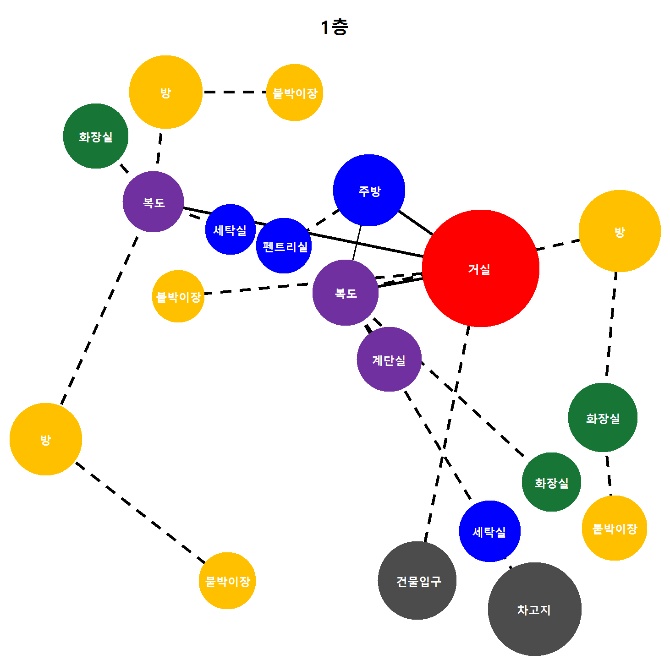 1층
방
붙박이장
화장실
복도
주방
세탁실
펜트리실
방
거실
붙박이장
복도
계단실
화장실
방
화장실
세탁실
붙박이장
붙박이장
건물입구
차고지